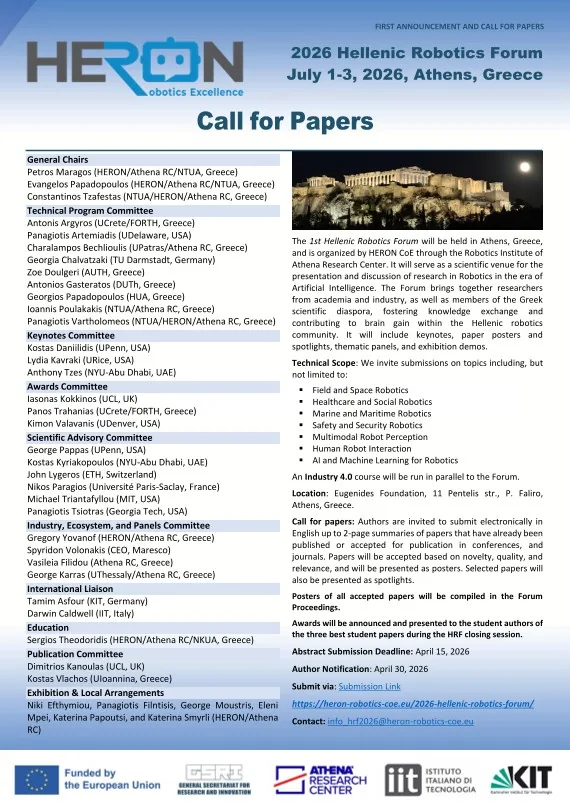 FIRST ANNOUNCEMENT AND CALL FOR PAPERS
HERON
Robotics Excellence
2026 Hellenic Robotics Forum
July 1-3, 2026, Athens, Greece
Call for Papers
General Chairs
Petros Maragos (HERON/Athena RC/NTUA, Greece)
Evangelos Papadopoulos (HERON/Athena RC/NTUA, Greece)
Constantinos Tzafestas (NTUA/HERON/Athena RC, Greece)
Technical Program Committee
Antonis Argyros (UCrete/FORTH, Greece)
Panagiotis Artemiadis (UDelaware, USA)
Charalampos Bechlioulis (UPatras/Athena RC, Greece)
Georgia Chalvatzaki (TU Darmstadt, Germany)
Zoe Doulgeri (AUTH, Greece)
Antonios Gasteratos (DUTh, Greece)
Georgios Papadopoulos (HUA, Greece)
Ioannis Poulakakis (NTUA/Athena RC, Greece)
Panagiotis Vartholomeos (NTUA/HERON/Athena RC, Greece)
Keynotes Committee
Kostas Daniilidis (UPenn, USA)
Lydia Kavraki (URice, USA)
Anthony Tzes (NYU-Abu Dhabi, UAE)
Awards Committee
Iasonas Kokkinos (UCL, UK)
Panos Trahanias (UCrete/FORTH, Greece)
Kimon Valavanis (UDenver, USA)
Scientific Advisory Committee
George Pappas (UPenn, USA)
Kostas Kyriakopoulos (NYU-Abu Dhabi, UAE)
John Lygeros (ETH, Switzerland)
Nikos Paragios (Université Paris-Saclay, France)
Michael Triantafyllou (MIT, USA)
Panagiotis Tsiotras (Georgia Tech, USA)
Industry, Ecosystem, and Panels Committee
Gregory Yovanof (HERON/Athena RC, Greece)
Spyridon Volonakis (CEO, Maresco)
Vasileia Filidou (Athena RC, Greece)
George Karras (UThessaly/Athena RC, Greece)
International Liaison
Tamim Asfour (KIT, Germany)
Darwin Caldwell (IIT, Italy)
Education
Sergios Theodoridis (HERON/Athena RC/NKUA, Greece)
Publication Committee
Dimitrios Kanoulas (UCL, UK)
Kostas Vlachos (UIoannina, Greece)
Exhibition & Local Arrangements
Niki Efthymiou, Panagiotis Filntisis, George Moustris, Eleni
Mpei, Katerina Papoutsi, and Katerina Smyrli (HERON/Athena
RC)
The 1st Hellenic Robotics Forum will be held in Athens, Greece,
and is organized by HERON CoE through the Robotics Institute of
Athena Research Center. It will serve as a scientific venue for the
presentation and discussion of research in Robotics in the era of
Artificial Intelligence. The Forum brings together researchers
from academia and industry, as well as members of the Greek
scientific diaspora, fostering knowledge exchange and
contributing to brain gain within the Hellenic robotics
community. It will include keynotes, paper posters and
spotlights, thematic panels, and exhibition demos.
Technical Scope: We invite submissions on topics including, but
not limited to:
▪ Field and Space Robotics
▪ Healthcare and Social Robotics
▪ Marine and Maritime Robotics
▪ Safety and Security Robotics
▪ Multimodal Robot Perception
▪ Human Robot Interaction
▪ AI and Machine Learning for Robotics
An Industry 4.0 course will be run in parallel to the Forum.
Location: Eugenides Foundation, 11 Pentelis str., P. Faliro,
Athens, Greece.
Call for papers: Authors are invited to submit electronically in
English up to 2-page summaries of papers that have already been
published or accepted for publication in conferences, and
journals. Papers will be accepted based on novelty, quality, and
relevance, and will be presented as posters. Selected papers will
also be presented as spotlights.
Posters of all accepted papers will be compiled in the Forum
Proceedings.
Awards will be announced and presented to the student authors of
the three best student papers during the HRF closing session.
Abstract Submission Deadline: April 15, 2026
Author Notification: April 30, 2026
Submit via: Submission Link
https://heron-robotics-coe.eu/2026-hellenic-robotics-forum/
Contact: info_hrf2026@heron-robotics-coe.eu
Funded by
the European Union
GSRI
GENERAL SECRETARIAT FOR
RESEARCH AND INNOVATION
ATHENA
RESEARCH
CENTER
iit
ISTITUTO
ITALIANO DI
TECNOLOGIA
KIT
Karlsruher Institut für Technologie